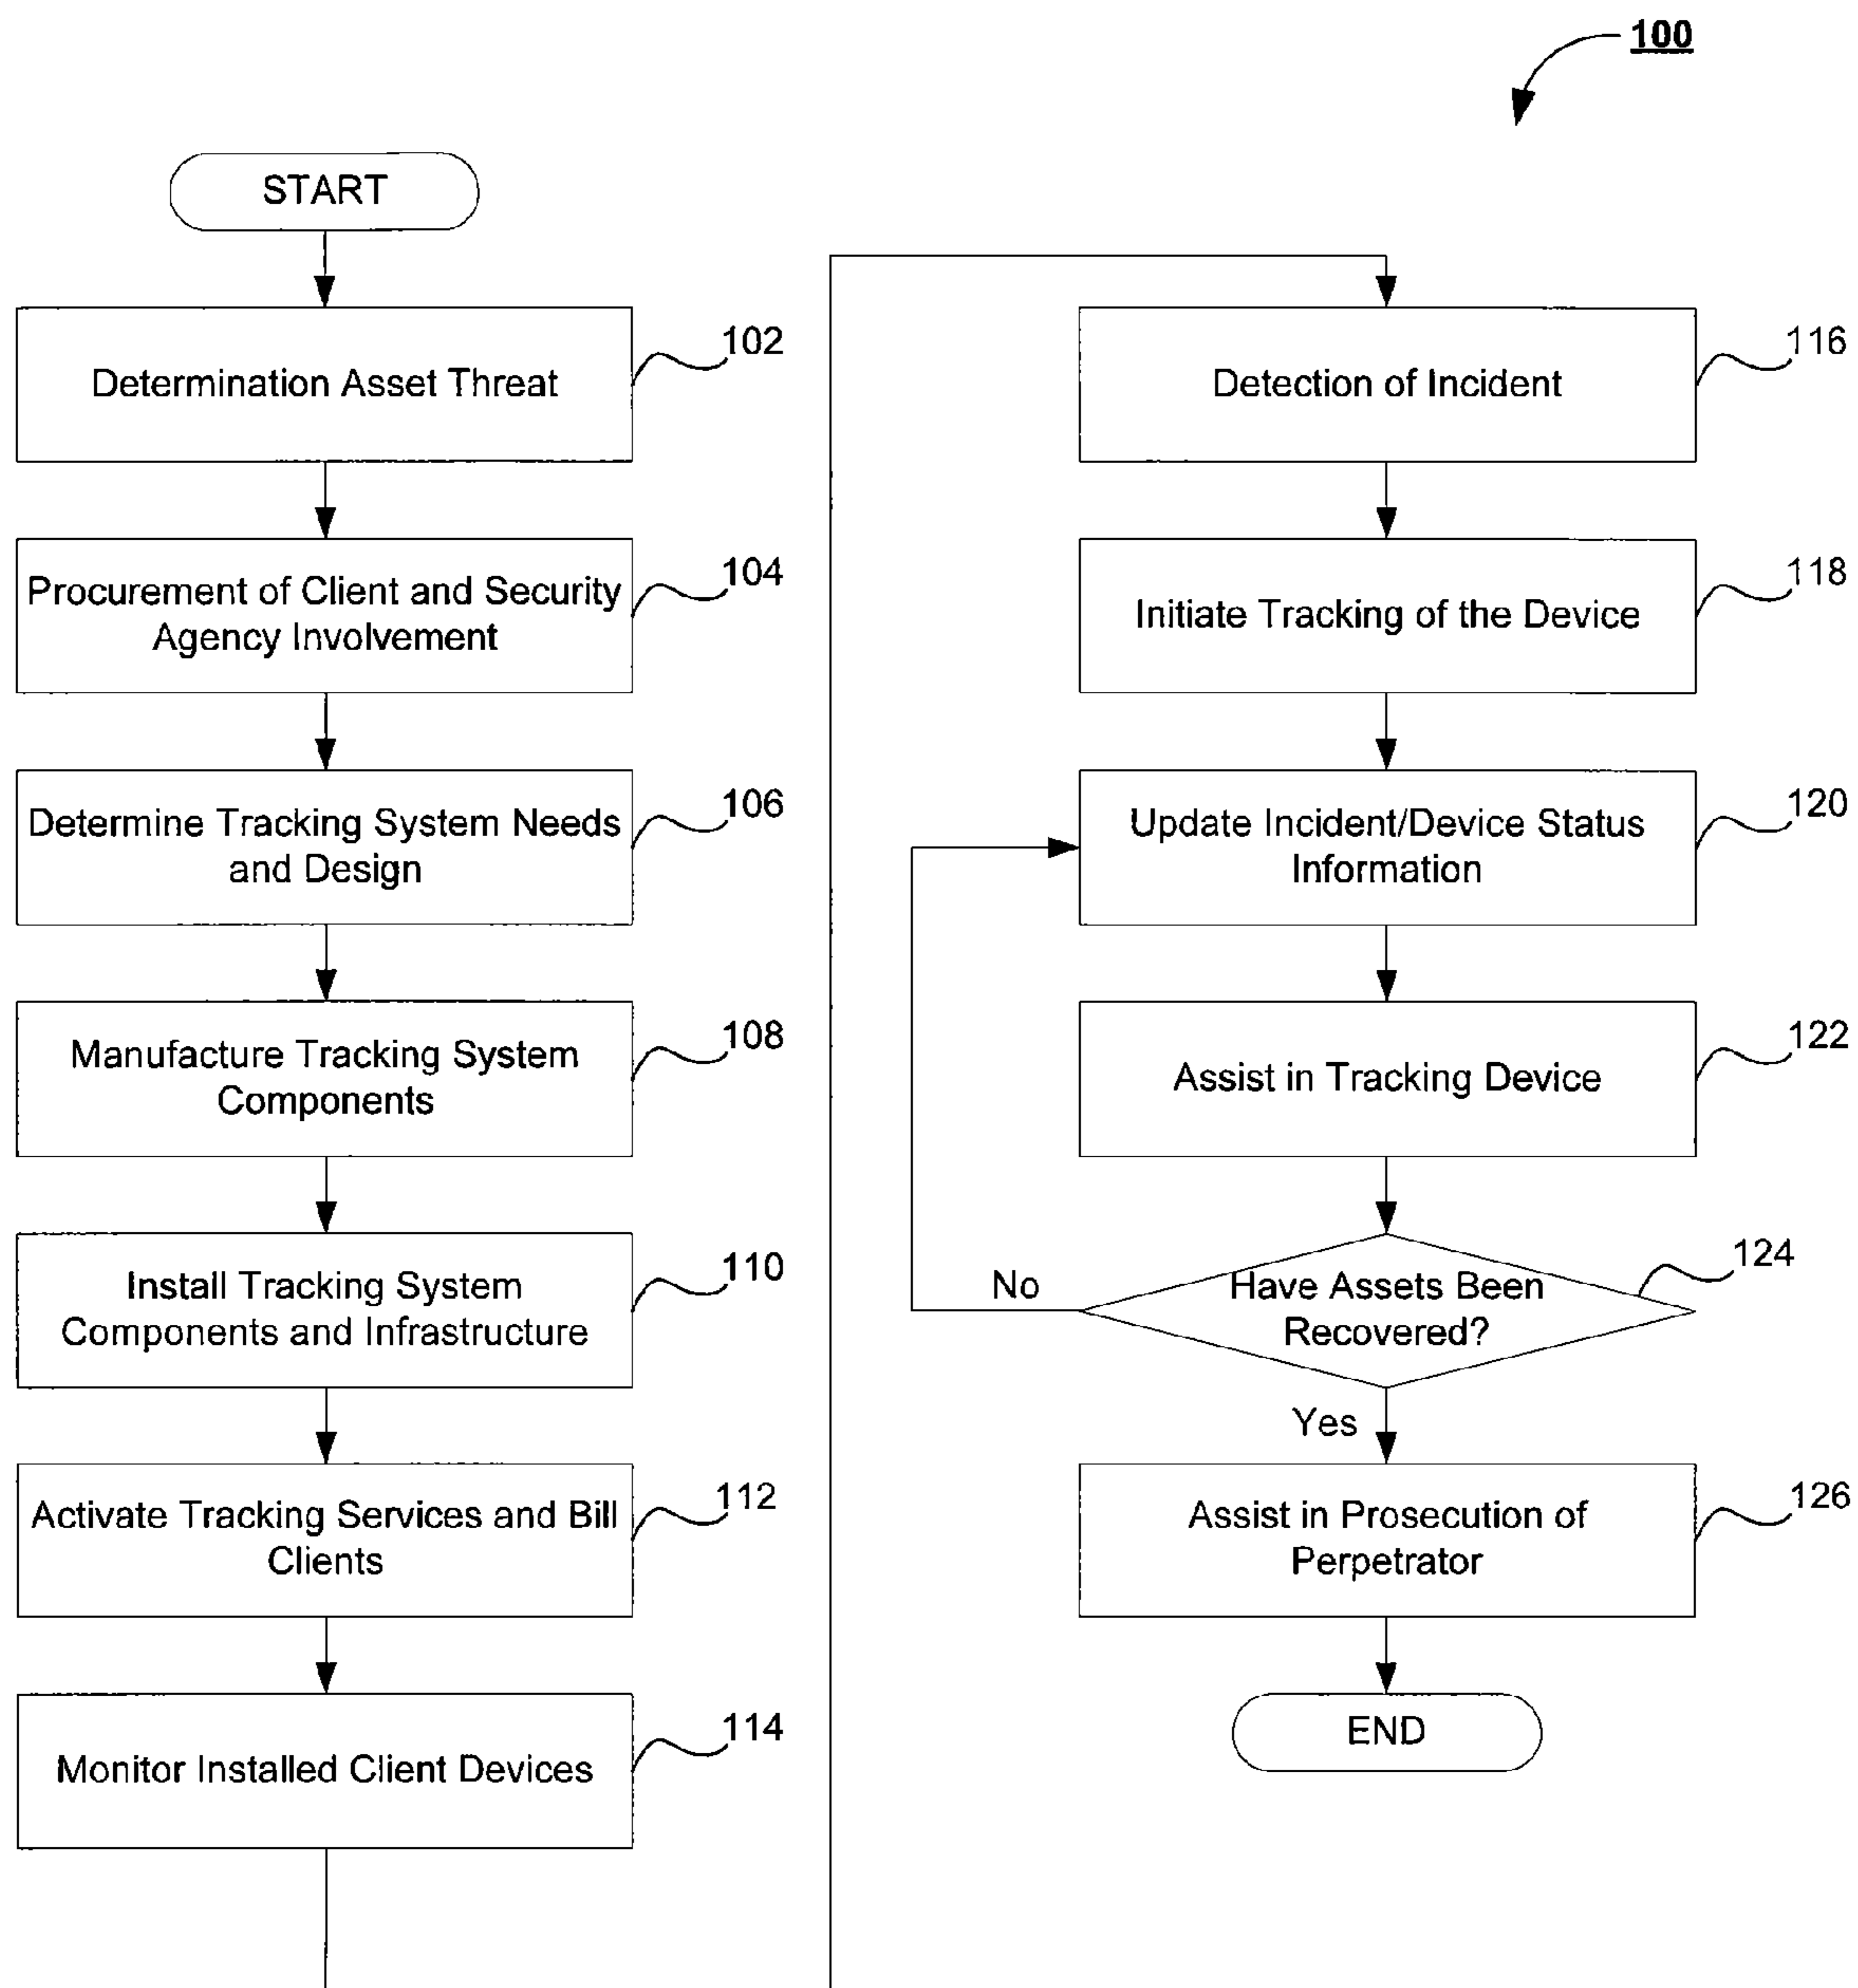 100
START
Determination Asset Threat
102
Procurement of Client and Security
Agency Involvement
104
Determine Tracking System Needs
and Design
106
Manufacture Tracking System
Components
108
Install Tracking System
Components and Infrastructure
110
Activate Tracking Services and Bill
Clients
112
Monitor Installed Client Devices
114
Detection of Incident
116
Initiate Tracking of the Device
118
Update Incident/Device Status
Information
120
Assist in Tracking Device
122
Have Assets Been
Recovered?
124
No
Yes
Assist in Prosecution of
Perpetrator
126
END